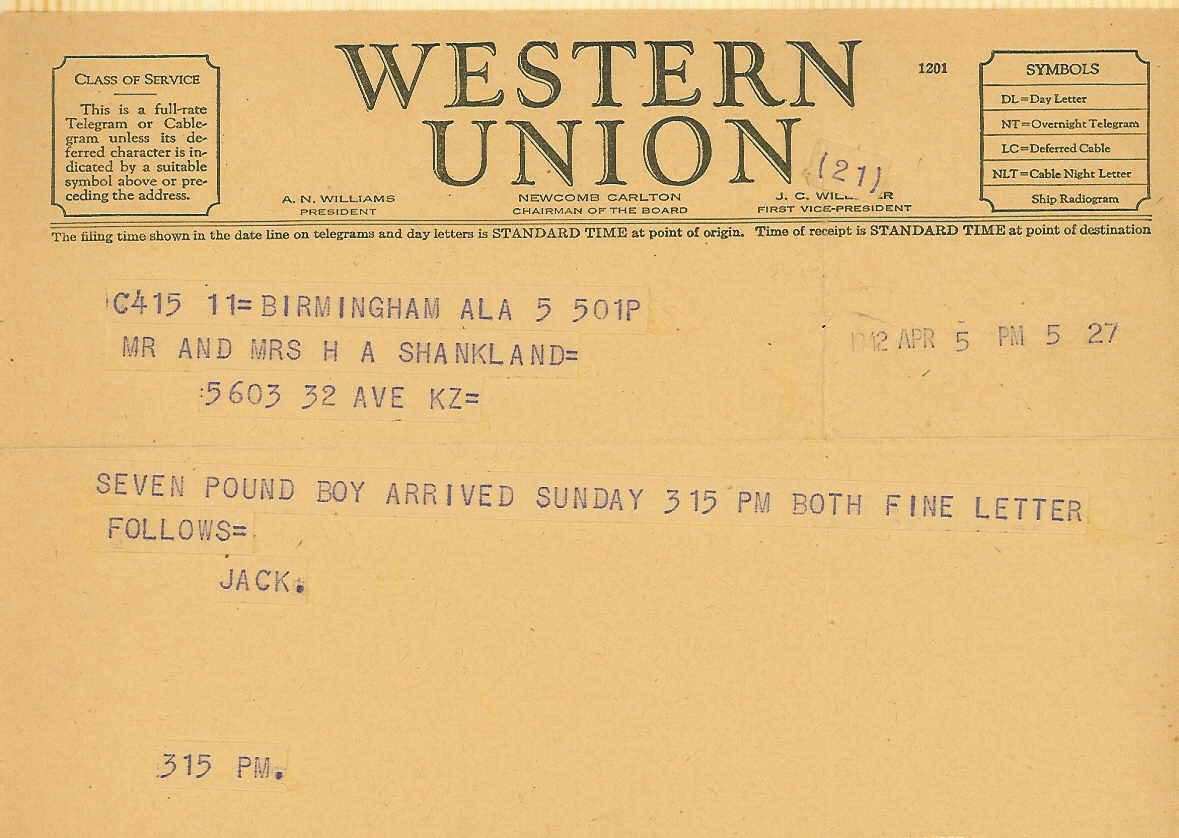 WESTERN
UNION
1201
(21)
CLASS OF SERVICE
This is a full-rate
Telegram or Cable-
gram unless its de-
ferred character is in-
dicated by a suitable
symbol above or pre-
ceding the address.
SYMBOLS
DL=Day Letter
NT=Overnight Telegram
LC=Deferred Cable
NLT=Cable Night Letter
Ship Radiogram
A. N. WILLIAMS
PRESIDENT
NEWCOMB CARLTON
CHAIRMAN OF THE BOARD
J. C.
FIRST VICE-PRESIDENT
The filing time shown in the date line on telegrams and day letters is STANDARD TIME at point of origin. Time of receipt is STANDARD TIME at point of destination
C415 11=BIRMINGHAM ALA 5 501P
1942 APR 5 PM 5 27
MR AND MRS H A SHANKLAND=
:5603 32 AVE KZ=
SEVEN POUND BOY ARRIVED SUNDAY 315 PM BOTH FINE LETTER
FOLLOWS=
JACK.
315 PM.